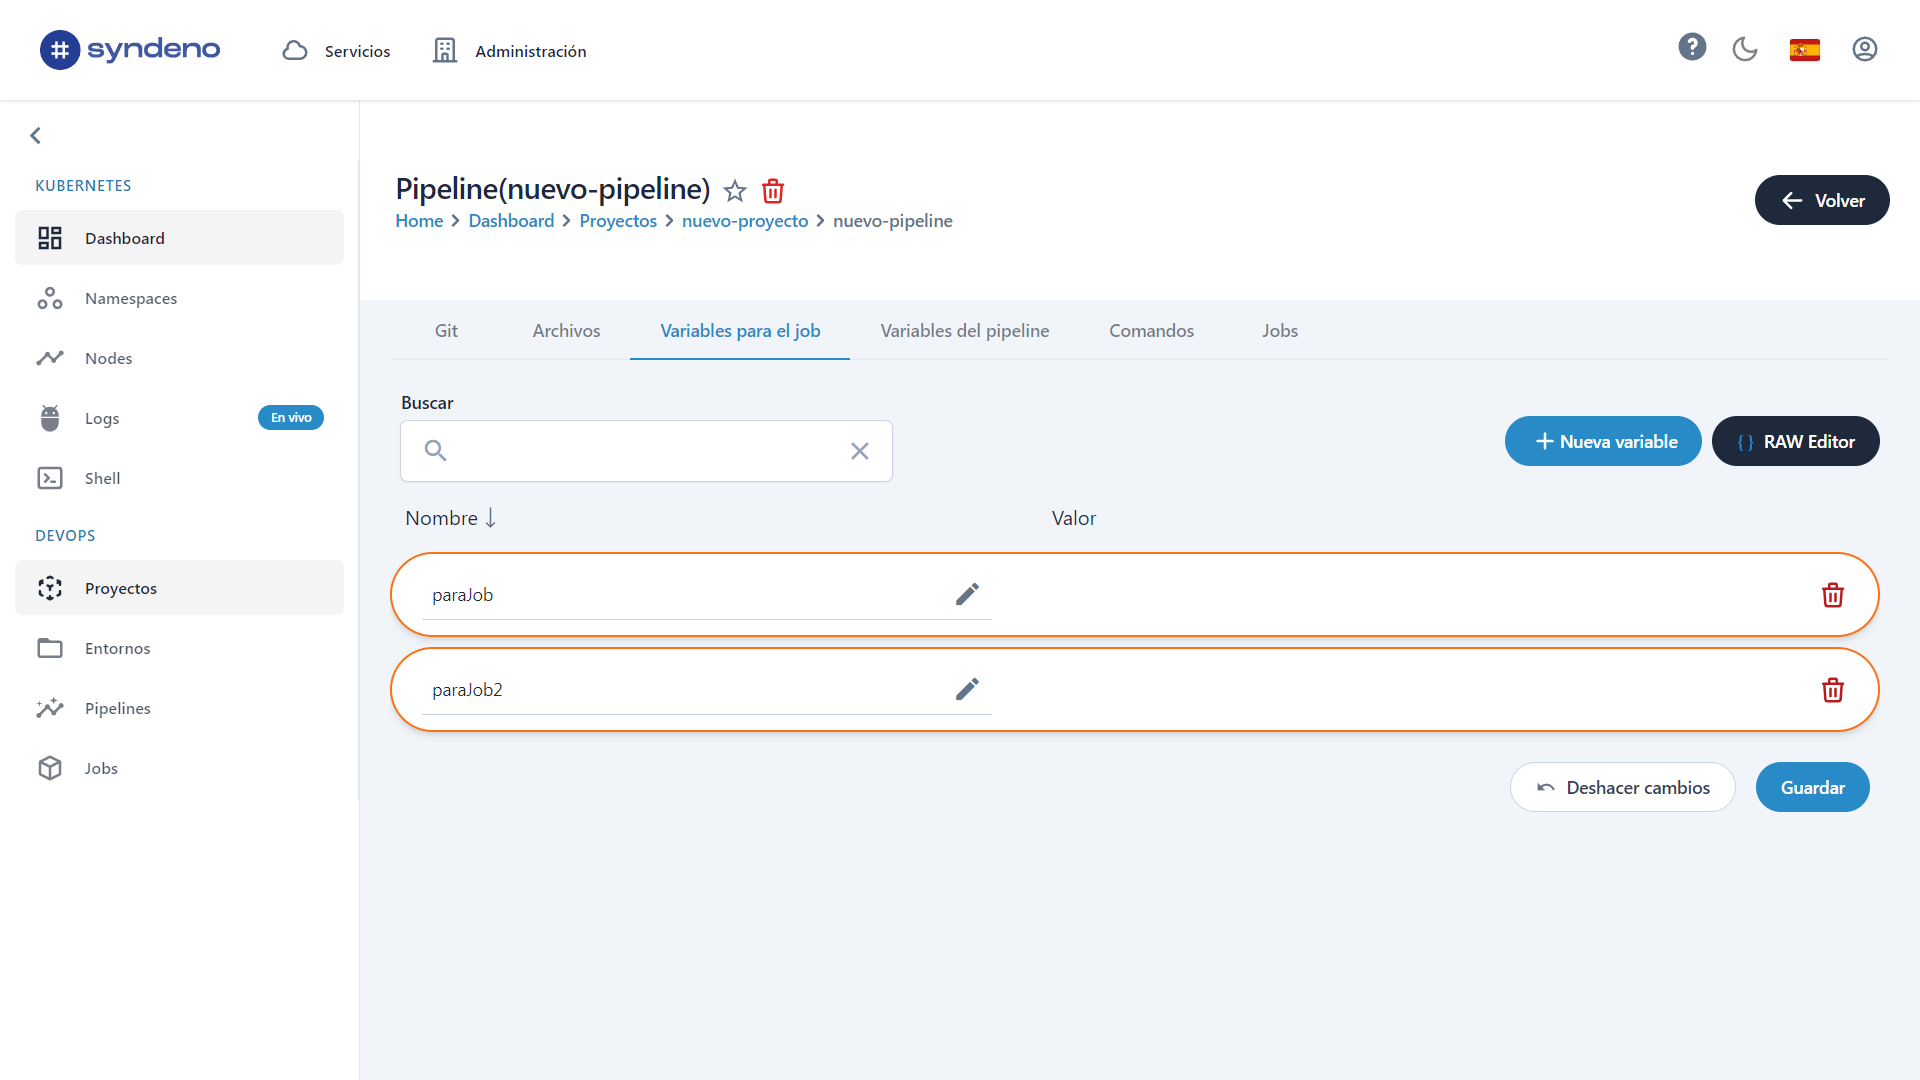 syndeno
Servicios
Administración
KUBERNETES
Dashboard
Namespaces
Nodes
Logs
En vivo
Shell
DEVOPS
Proyectos
Entornos
Pipelines
Jobs
Pipeline(nuevo-pipeline)
Home > Dashboard > Proyectos > nuevo-proyecto > nuevo-pipeline
Volver
Git
Archivos
Variables para el job
Variables del pipeline
Comandos
Jobs
Buscar
Nueva variable
{ } RAW Editor
Nombre
Valor
paraJob
paraJob2
Deshacer cambios
Guardar